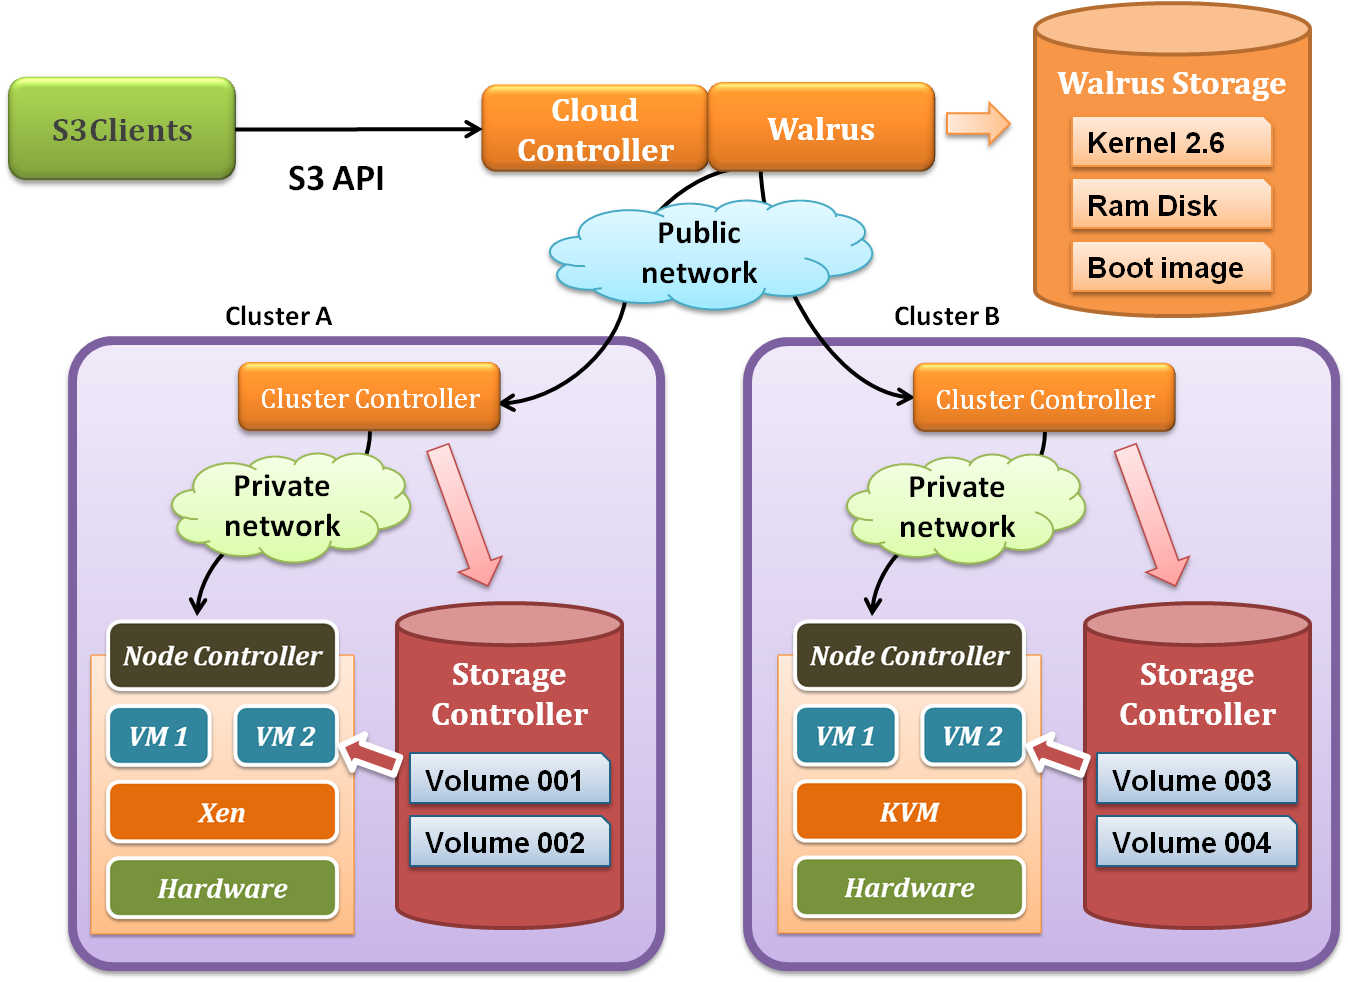 S3Clients
S3 API
Cloud
Controller
Walrus
Walrus Storage
Kernel 2.6
Ram Disk
Boot image
Public
network
Cluster A
Cluster Controller
Private
network
Node Controller
VM 1
VM 2
Xen
Hardware
Storage
Controller
Volume 001
Volume 002
Cluster B
Cluster Controller
Private
network
Node Controller
VM 1
VM 2
KVM
Hardware
Storage
Controller
Volume 003
Volume 004